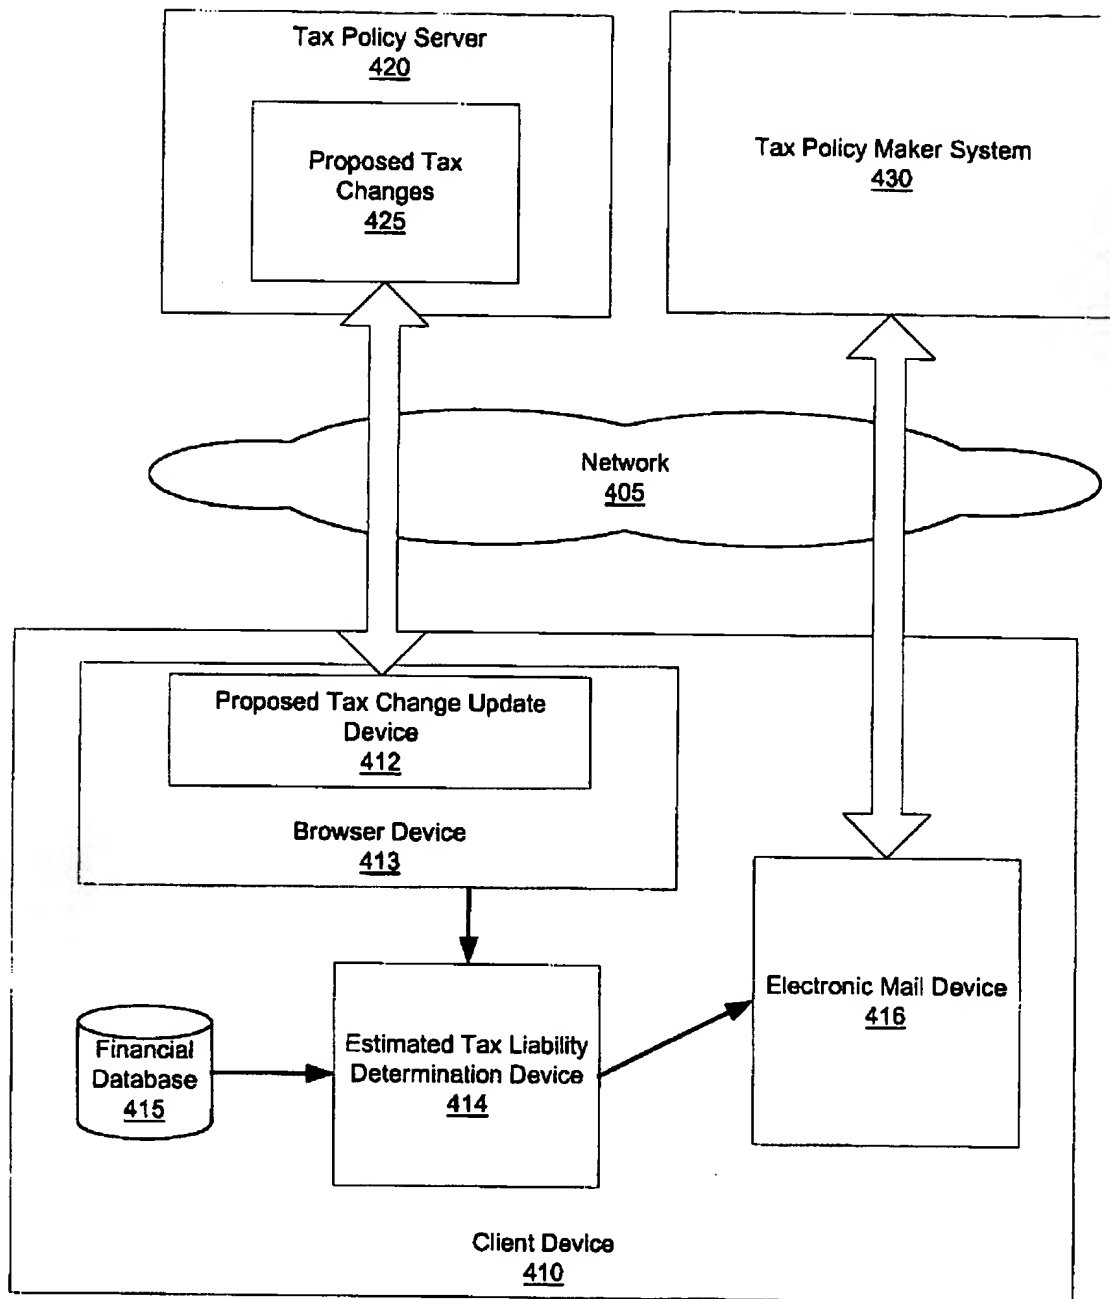 Tax Policy Server
420
Proposed Tax
Changes
425
Tax Policy Maker System
430
Network
405
Proposed Tax Change Update
Device
412
Browser Device
413
Financial
Database
415
Estimated Tax Liability
Determination Device
414
Electronic Mail Device
416
Client Device
410